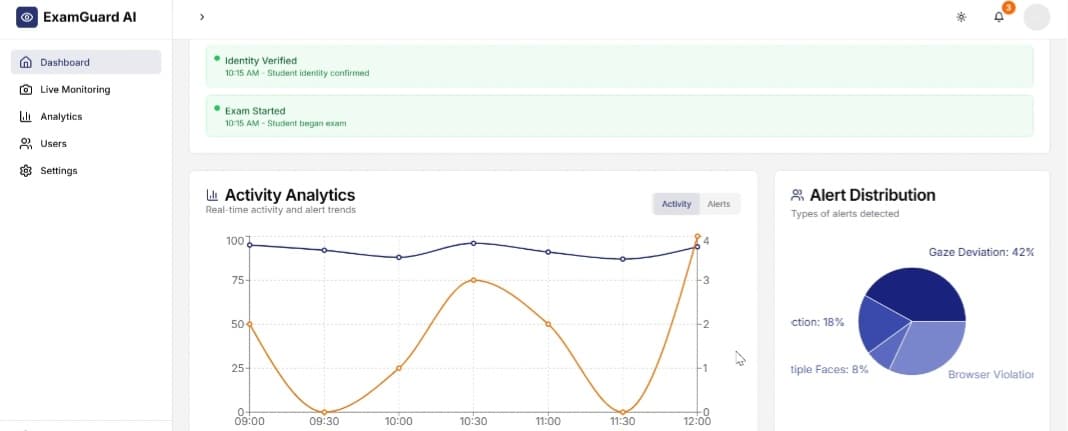 ExamGuard AI
3
Dashboard
Live Monitoring
Analytics
Users
Settings
Identity Verified
10:15 AM - Student identity confirmed
Exam Started
10:15 AM - Student began exam
Activity Analytics
Real-time activity and alert trends
Activity Alerts
100
75
50
25
0
4
3
2
1
0
09:00 09:30 10:00 10:30 11:00 11:30 12:00
Alert Distribution
Types of alerts detected
Gaze Deviation: 42%
ction: 18%
tiple Faces: 8%
Browser Violation